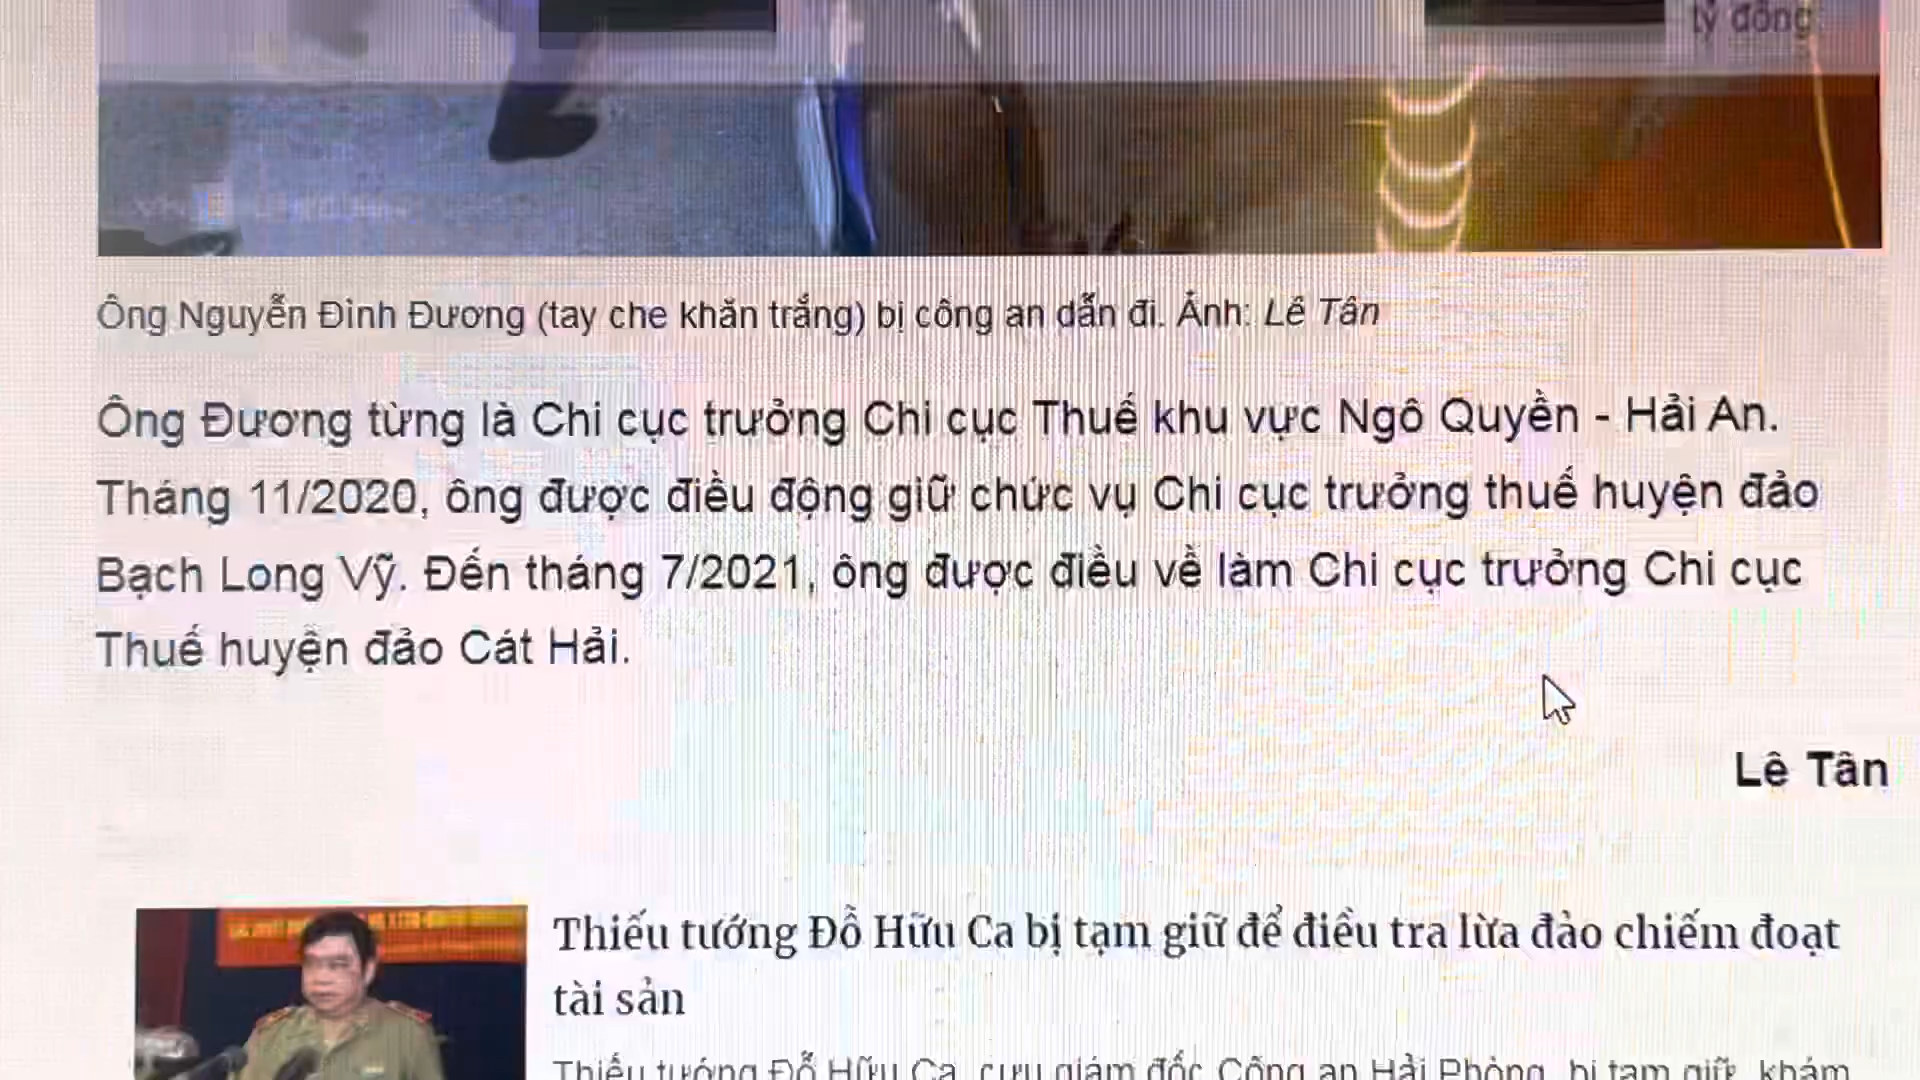 tỷ đồng
Ông Nguyễn Đình Đương (tay che khăn trắng) bị công an dẫn đi. Ảnh: Lê Tân
Ông Đương từng là Chi cục trưởng Chi cục Thuế khu vực Ngô Quyền - Hải An.
Tháng 11/2020, ông được điều động giữ chức vụ Chi cục trưởng thuế huyện đảo
Bạch Long Vỹ. Đến tháng 7/2021, ông được điều về làm Chi cục trưởng Chi cục
Thuế huyện đảo Cát Hải.
Lê Tân
Thiếu tướng Đỗ Hữu Ca bị tạm giữ để điều tra lừa đảo chiếm đoạt
tài sản
Thiếu tướng Đỗ Hữu Ca, cựu giám đốc Công an Hải Phòng, bị tạm giữ, khám